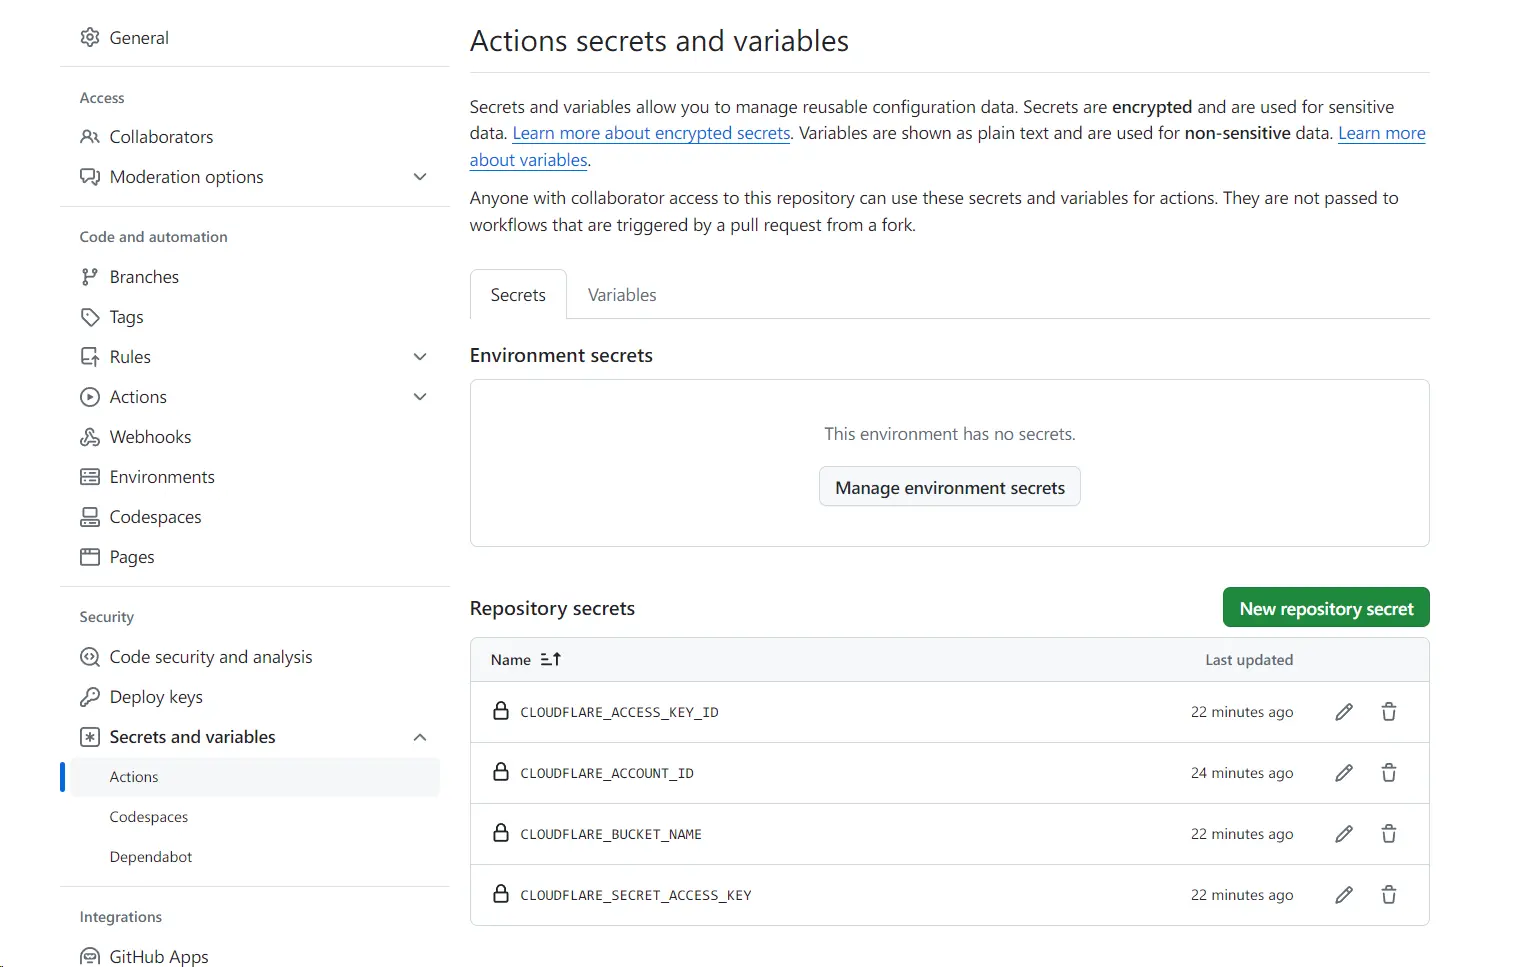 General
Access
Collaborators
Moderation options
Code and automation
Branches
Tags
Rules
Actions
Webhooks
Environments
Codespaces
Pages
Security
Code security and analysis
Deploy keys
Secrets and variables
Actions
Codespaces
Dependabot
Integrations
GitHub Apps
Actions secrets and variables
Secrets and variables allow you to manage reusable configuration data. Secrets are encrypted and are used for sensitive
data. Learn more about encrypted secrets. Variables are shown as plain text and are used for non-sensitive data. Learn more
about variables.
Anyone with collaborator access to this repository can use these secrets and variables for actions. They are not passed to
workflows that are triggered by a pull request from a fork.
Secrets Variables
Environment secrets
This environment has no secrets.
Manage environment secrets
Repository secrets New repository secret
Name Last updated
CLOUDFLARE_ACCESS_KEY_ID 22 minutes ago
CLOUDFLARE_ACCOUNT_ID 24 minutes ago
CLOUDFLARE_BUCKET_NAME 22 minutes ago
CLOUDFLARE_SECRET_ACCESS_KEY 22 minutes ago